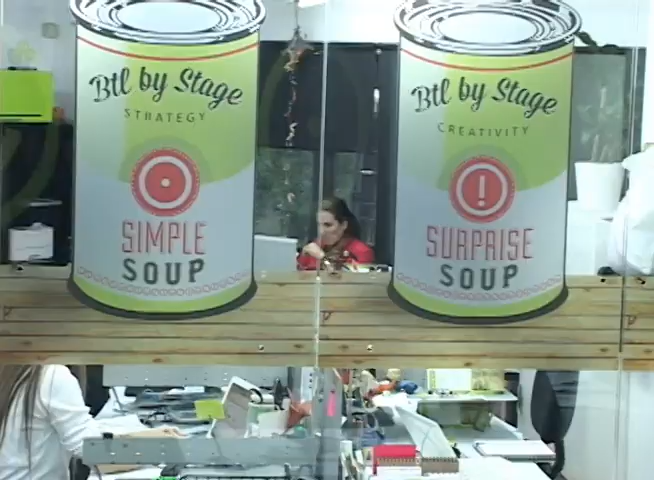 Btl by Stage
STRATEGY
SIMPLE
SOUP
Btl by Stage
CREATIVITY
!
SURPRISE
SOUP